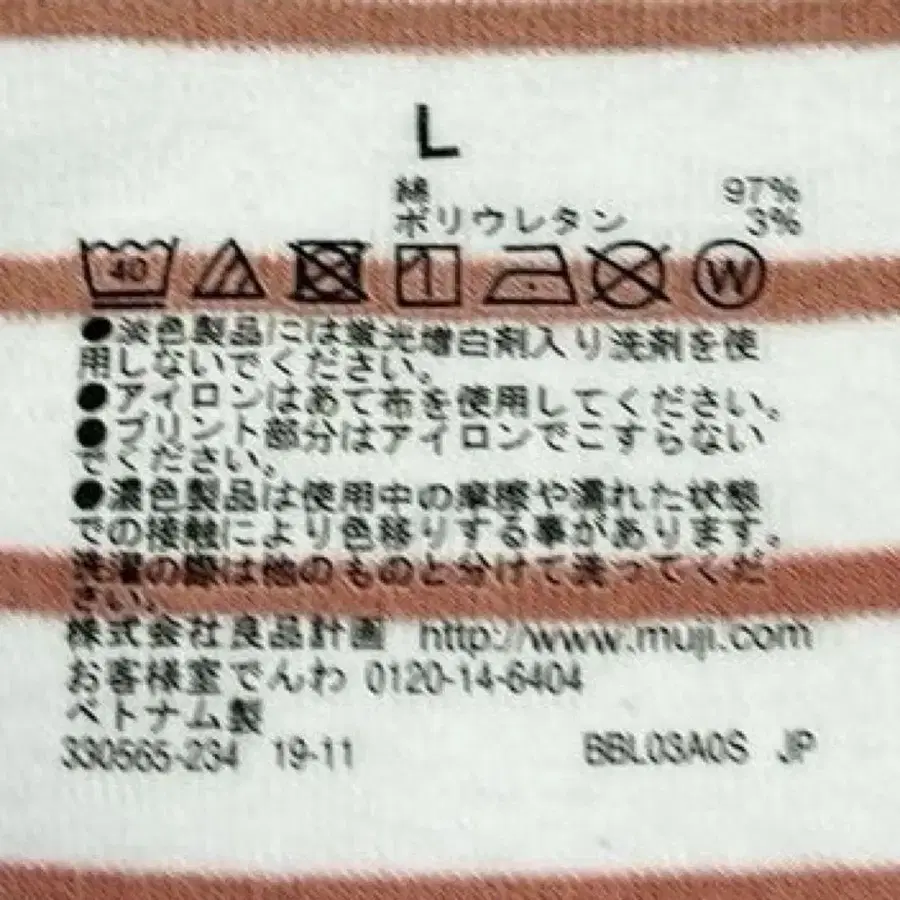 L
綿 97%
ポリウレタン 3%
40 W
●淡色製品には蛍光増白剤入り洗剤を使
用しないでください。
●アイロンはあて布を使用してください。
●プリント部分はアイロンでこすらない
でください。
●濃色製品は使用中の摩擦や濡れた状態
での接触により色移りする事があります。
洗濯の際は他のものと分けて洗ってくだ
さい。
株式会社良品計画 http://www.muji.com
お客様室でんわ 0120-14-6404
ベトナム製
330565-234 19-11 BBL03A0S JP